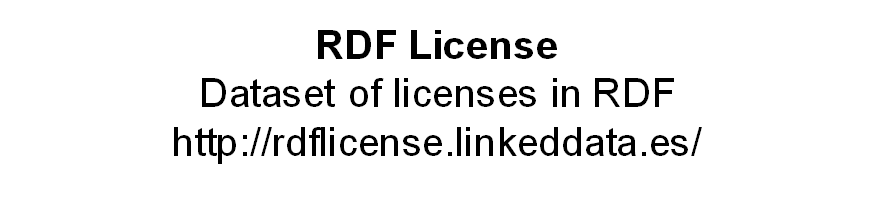 RDF License
Dataset of licenses in RDF
http://rdflicense.linkeddata.es/